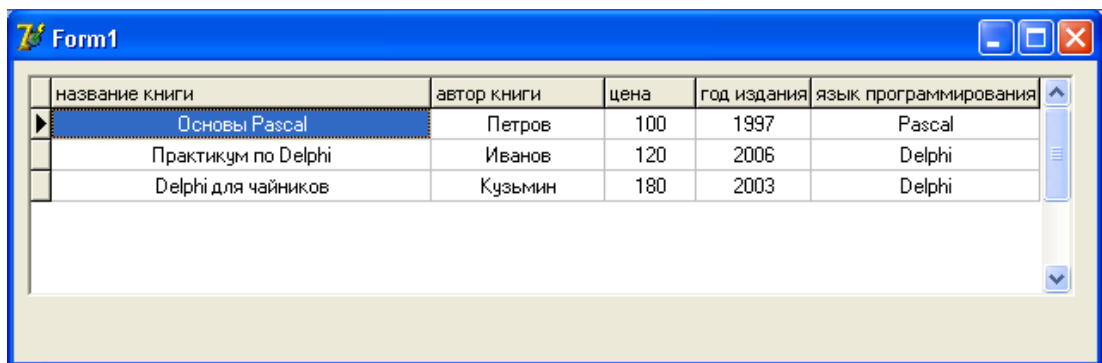 Form1
название книги автор книги цена год издания язык программирования
Основы Pascal Петров 100 1997 Pascal
Практикум по Delphi Иванов 120 2006 Delphi
Delphi для чайников Кузьмин 180 2003 Delphi